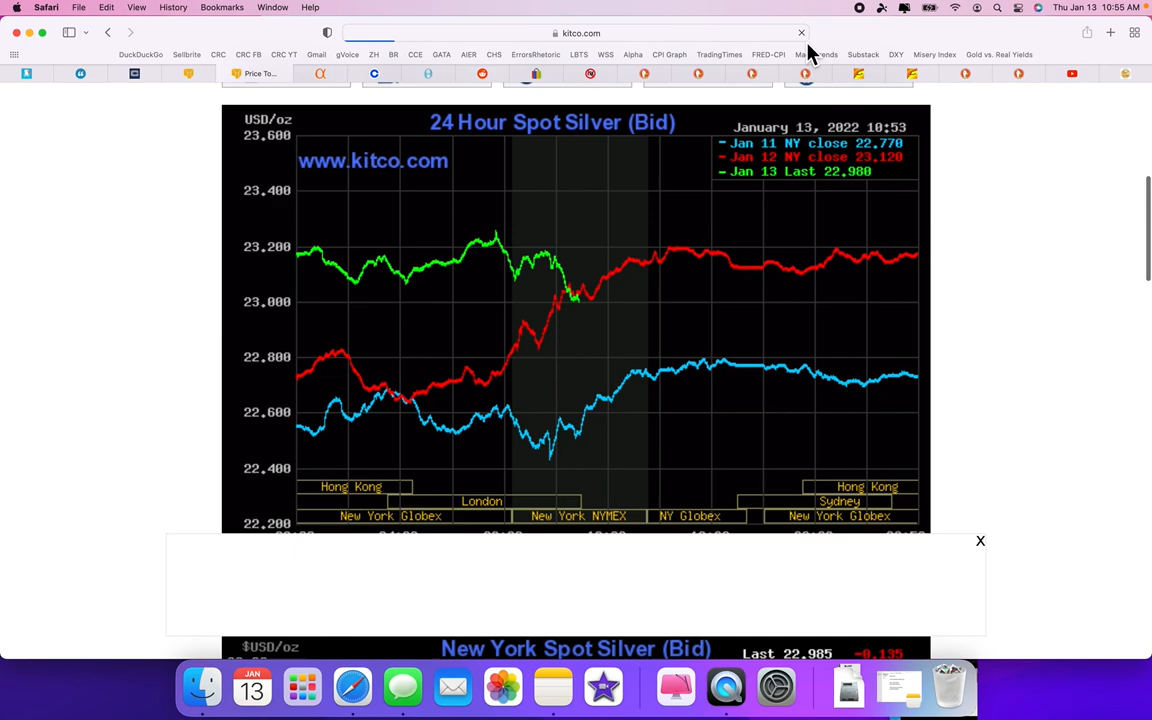 Safari File Edit View History Bookmarks Window Help Thu Jan 13 10:55 AM
kitco.com
DuckDuckGo Sellbrite CRC CRC FB CRC YT Gmail gVoice ZH BR CCE GATA AIER CHS ErrorsRhetoric LBTS WSS Alpha CPI Graph TradingTimes FRED-CPI Substack DXY Misery Index Gold vs. Real Yields
Price To...
USD/oz 24 Hour Spot Silver (Bid) January 13, 2022 10:53
www.kitco.com
Jan 11 NY close 22.770
Jan 12 NY close 23.120
Jan 13 Last 22.980
23.600
23.400
23.200
23.000
22.800
22.600
22.400
22.200
Hong Kong Hong Kong
London Sydney
New York Globex New York NYMEX NY Globex New York Globex
X
$USD/oz New York Spot Silver (Bid) Last 22.985 -0.135
JAN
13